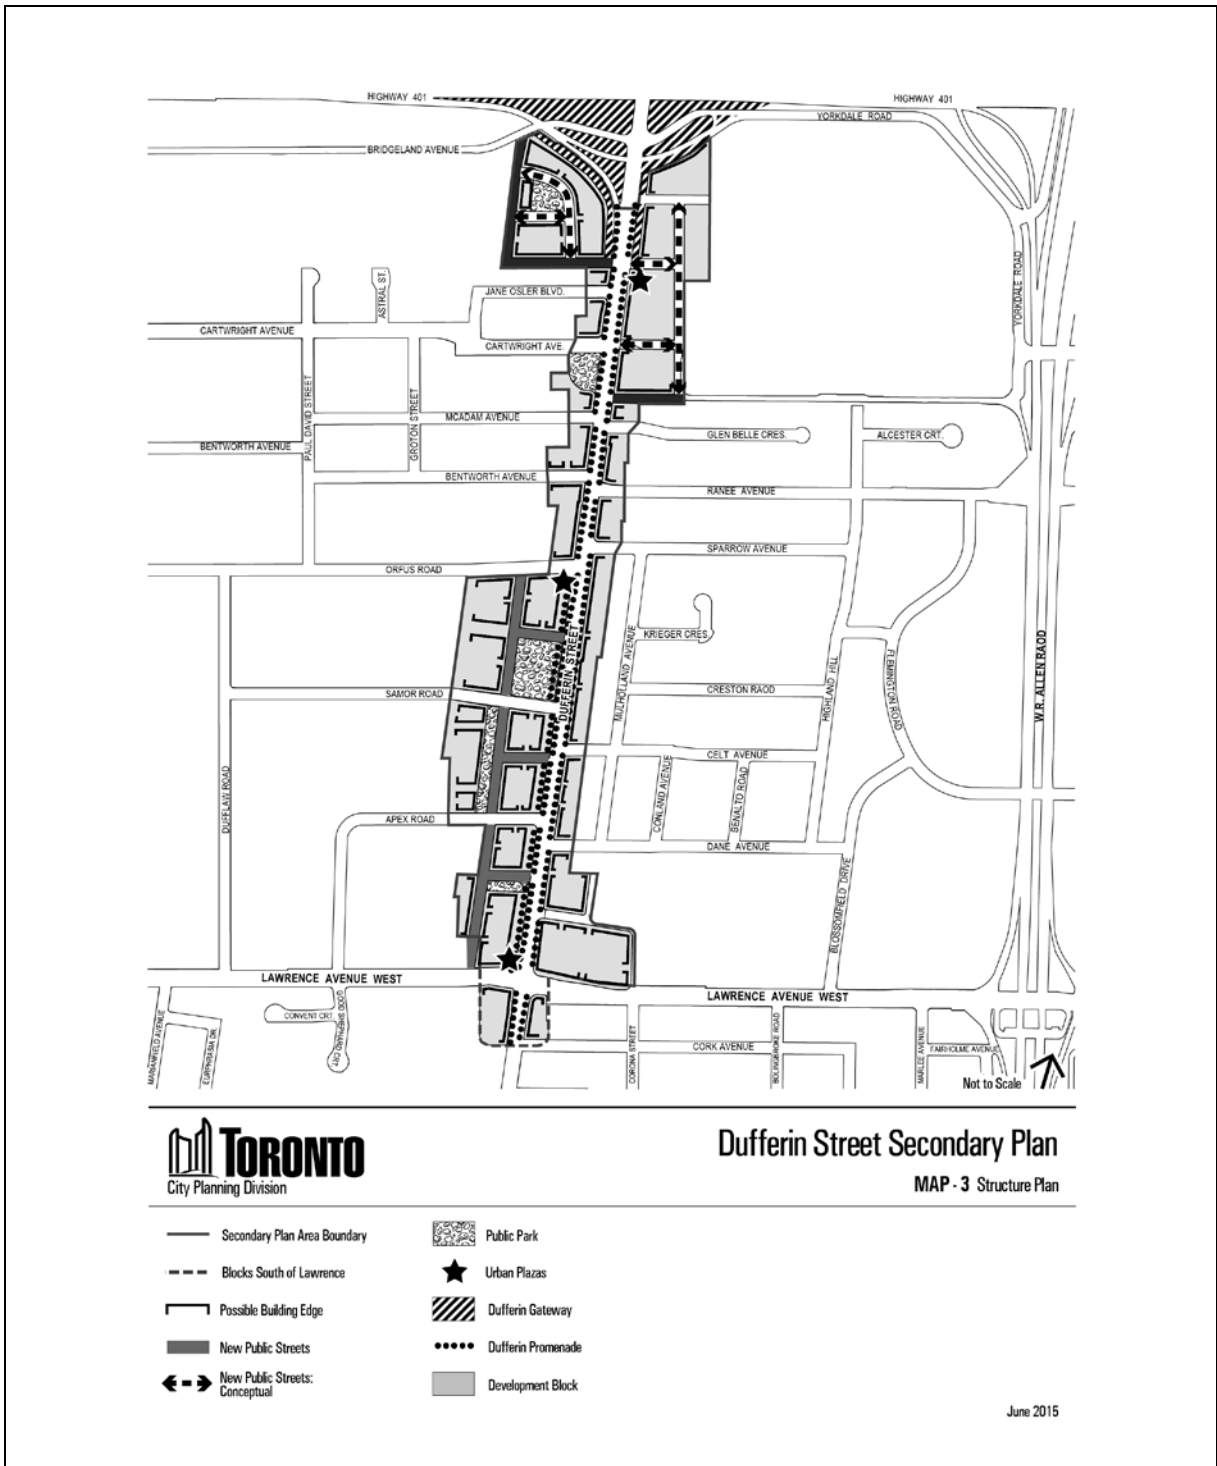 HIGHWAY 401
HIGHWAY 401
YORKDALE ROAD
BRIDGELAND AVENUE
YORKDALE ROAD
ASTRAL ST.
JANE OSLER BLVD.
CARTWRIGHT AVENUE
CARTWRIGHT AVE.
PAUL DAVID STREET
GROTON STREET
MCADAM AVENUE
GLEN BELLE CRES.
ALCESTER CRT.
BENTWORTH AVENUE
BENTWORTH AVENUE
RANEE AVENUE
SPARROW AVENUE
ORFUS ROAD
DUFFERIN STREET
MULHOLLAND AVENUE
KRIEGER CRES.
HIGHLAND HILL
FLEMINGTON ROAD
W.R. ALLEN RAOD
SAMOR ROAD
CRESTON RAOD
CELT AVENUE
DUFFLAW ROAD
CONLAND AVENUE
BENALTO ROAD
APEX ROAD
DANE AVENUE
BLOSSOMFIELD DRIVE
LAWRENCE AVENUE WEST
LAWRENCE AVENUE WEST
MARIANFIELD AVENUE
EUPHRASIA DR.
CONVENT CRT.
GOOD SHEPHARD CRT.
CORONA STREET
CORK AVENUE
BOLINGBROKE ROAD
MARLEE AVENUE
FAIRHOLME AVENUE
Not to Scale
TORONTO
City Planning Division
Dufferin Street Secondary Plan
MAP - 3 Structure Plan
Secondary Plan Area Boundary
Blocks South of Lawrence
Possible Building Edge
New Public Streets
New Public Streets:
Conceptual
Public Park
Urban Plazas
Dufferin Gateway
Dufferin Promenade
Development Block
June 2015